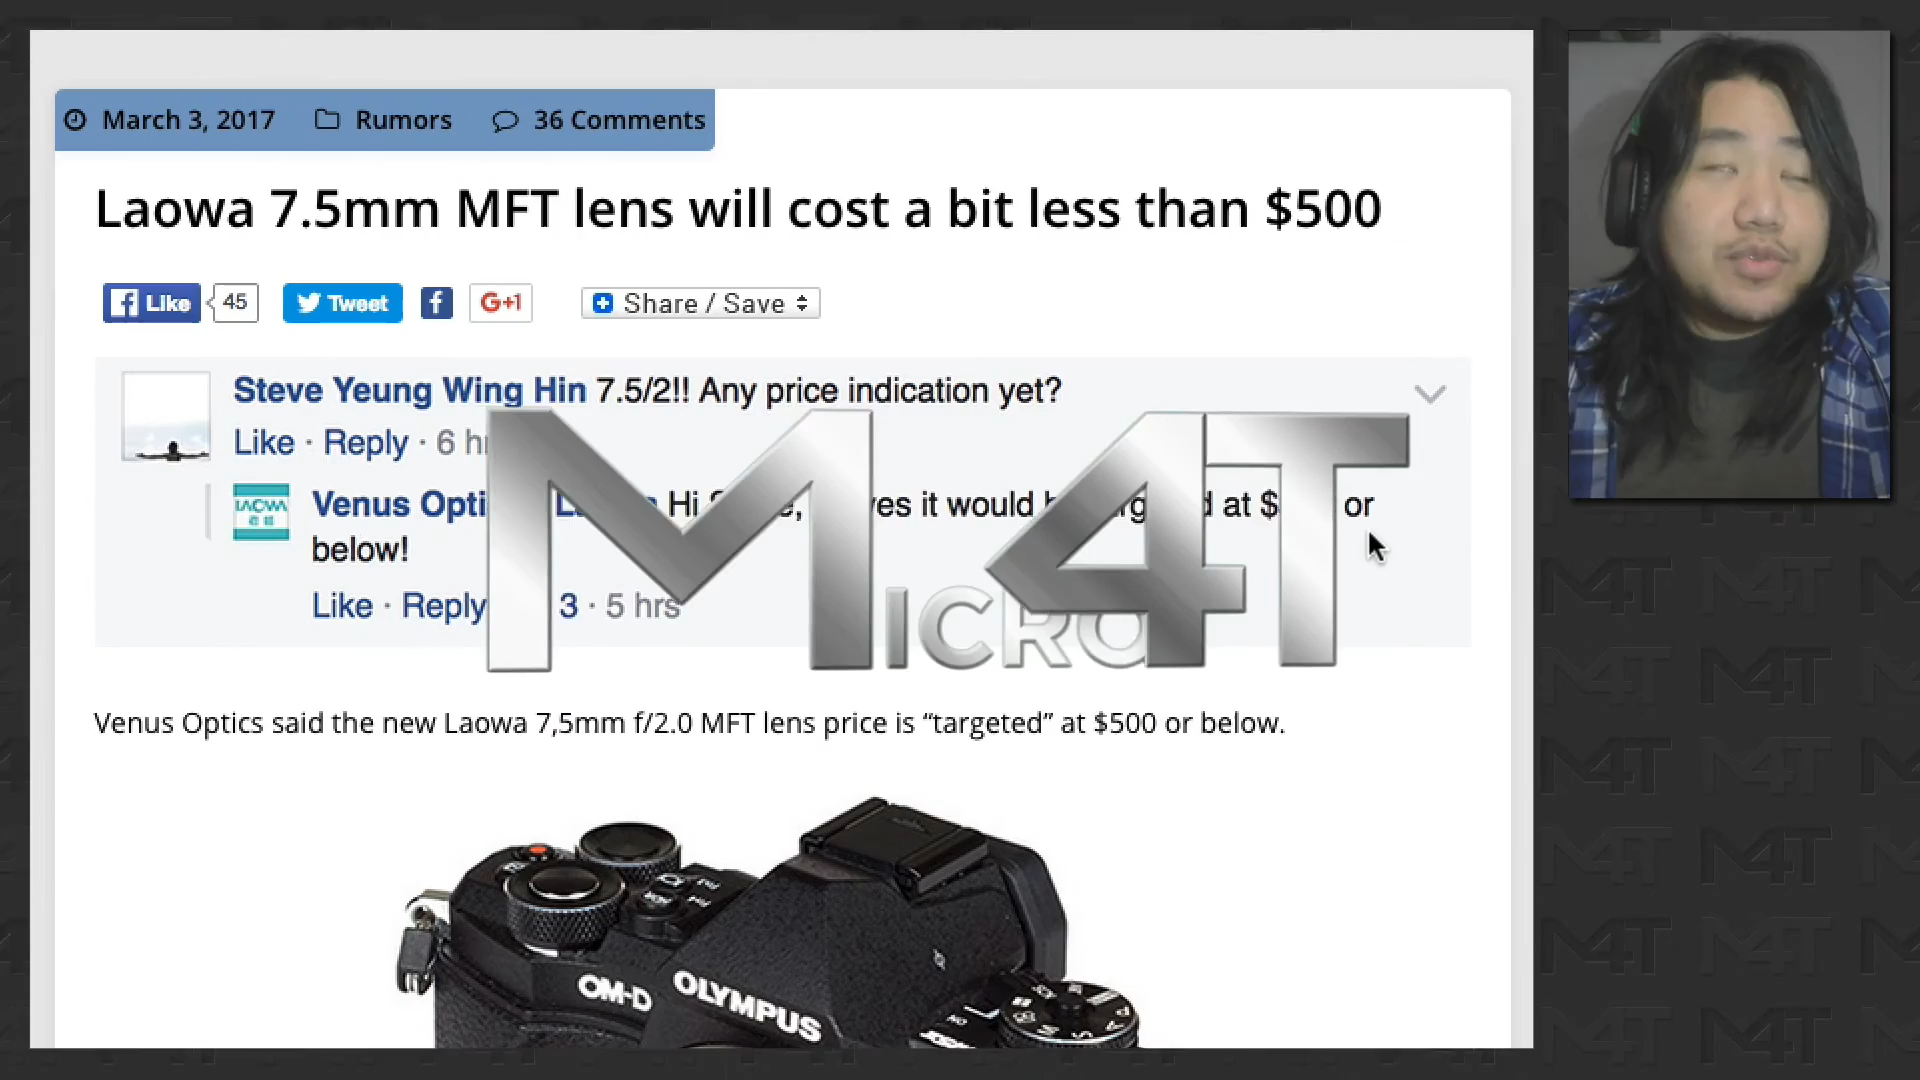 March 3, 2017 Rumors 36 Comments
Laowa 7.5mm MFT lens will cost a bit less than $500
Like 45 Tweet f G+1 Share / Save
Steve Yeung Wing Hin 7.5/2!! Any price indication yet?
Like · Reply · 6
Venus Hi yes it would at $ or
below!
Like · Reply 3 · 5 hrs
LAOWA
M 4T
MICRO
Venus Optics said the new Laowa 7,5mm f/2.0 MFT lens price is “targeted” at $500 or below.
OM-D OLYMPUS